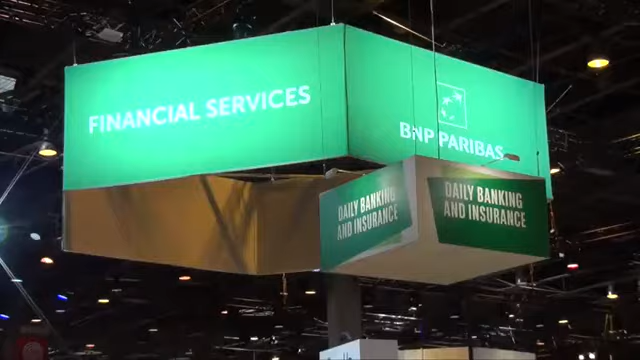 FINANCIAL SERVICES
BNP PARIBAS
DAILY BANKING
AND INSURANCE
DAILY BANKING
AND INSURANCE